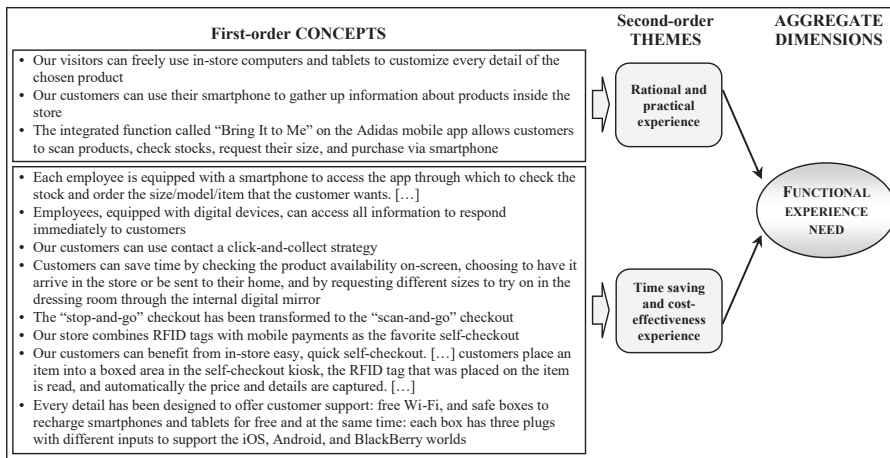 First-order CONCEPTS
Second-order
THEMES
AGGREGATE
DIMENSIONS
• Our visitors can freely use in-store computers and tablets to customize every detail of the
chosen product
• Our customers can use their smartphone to gather up information about products inside the
store
• The integrated function called “Bring It to Me” on the Adidas mobile app allows customers
to scan products, check stocks, request their size, and purchase via smartphone
Rational and
practical
experience
• Each employee is equipped with a smartphone to access the app through which to check the
stock and order the size/model/item that the customer wants. […]
• Employees, equipped with digital devices, can access all information to respond
immediately to customers
• Our customers can use contact a click-and-collect strategy
• Customers can save time by checking the product availability on-screen, choosing to have it
arrive in the store or be sent to their home, and by requesting different sizes to try on in the
dressing room through the internal digital mirror
• The “stop-and-go” checkout has been transformed to the “scan-and-go” checkout
• Our store combines RFID tags with mobile payments as the favorite self-checkout
• Our customers can benefit from in-store easy, quick self-checkout. […] customers place an
item into a boxed area in the self-checkout kiosk, the RFID tag that was placed on the item
is read, and automatically the price and details are captured. […]
• Every detail has been designed to offer customer support: free Wi-Fi, and safe boxes to
recharge smartphones and tablets for free and at the same time: each box has three plugs
with different inputs to support the iOS, Android, and BlackBerry worlds
Time saving
and cost-
effectiveness
experience
FUNCTIONAL
EXPERIENCE
NEED